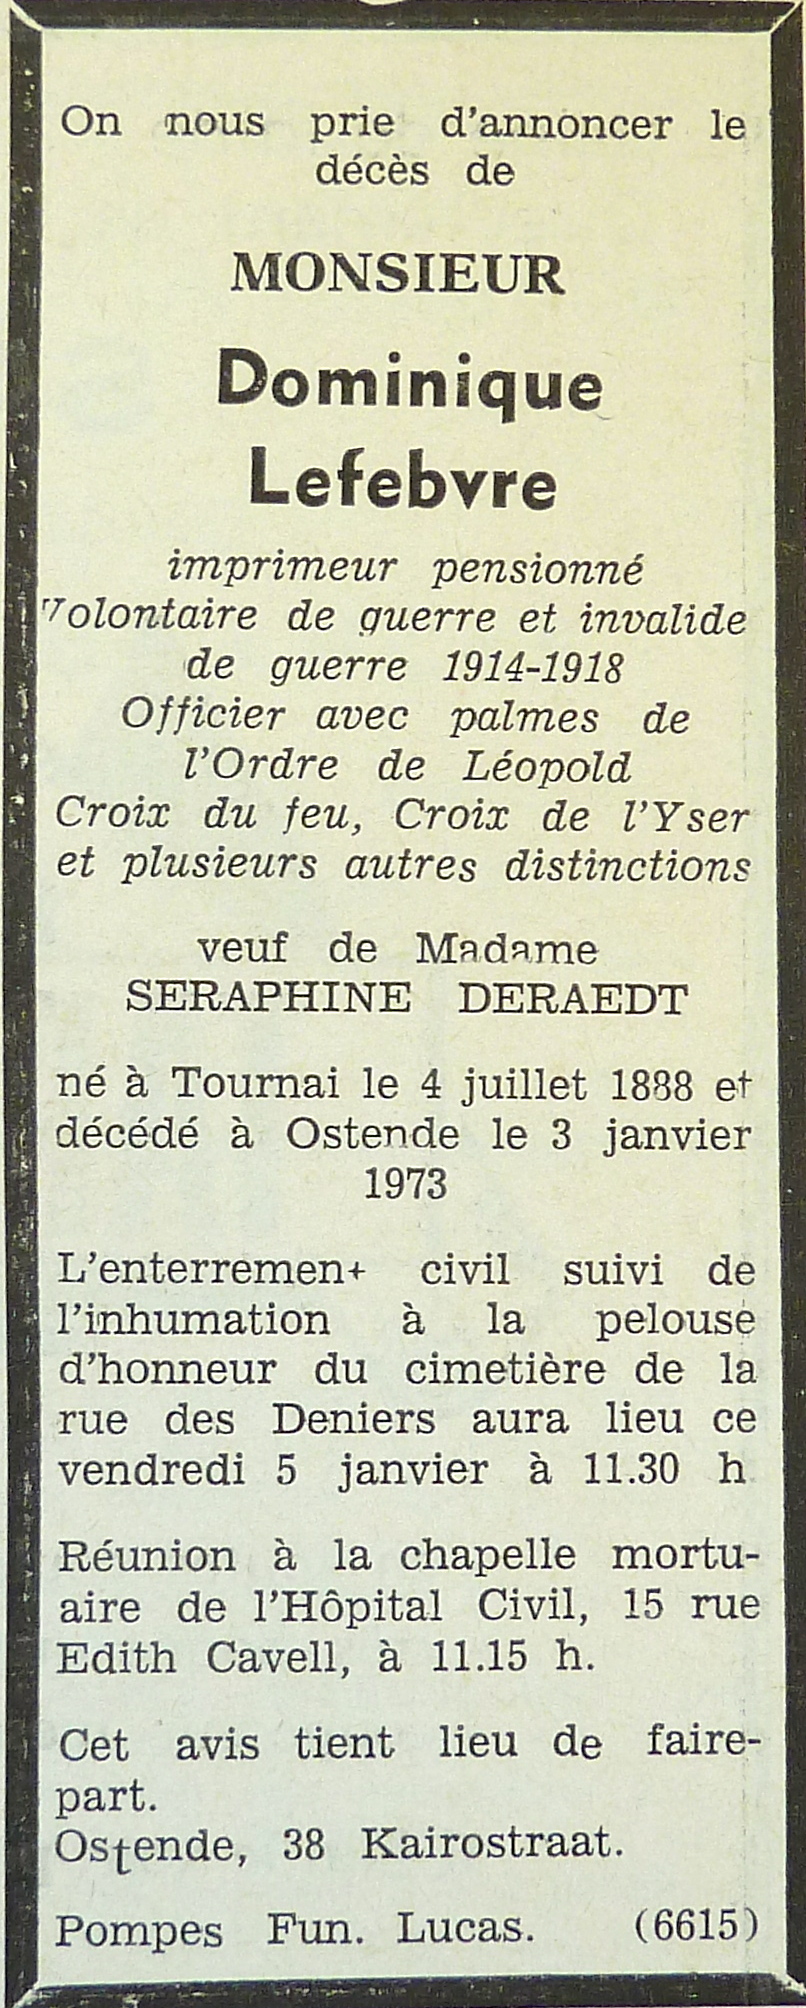 On nous prie d'annoncer le
décès de
MONSIEUR
Dominique
Lefebvre
imprimeur pensionné
Volontaire de guerre et invalide
de guerre 1914-1918
Officier avec palmes de
l'Ordre de Léopold
Croix du feu, Croix de l'Yser
et plusieurs autres distinctions
veuf de Madame
SERAPHINE DERAEDT
né à Tournai le 4 juillet 1888 et
décédé à Ostende le 3 janvier
1973
L'enterrement civil suivi de
l'inhumation à la pelouse
d'honneur du cimetière de la
rue des Deniers aura lieu ce
vendredi 5 janvier à 11.30 h
Réunion à la chapelle mortu-
aire de l'Hôpital Civil, 15 rue
Edith Cavell, à 11.15 h.
Cet avis tient lieu de faire-
part.
Ostende, 38 Kairostraat.
Pompes Fun. Lucas. (6615)